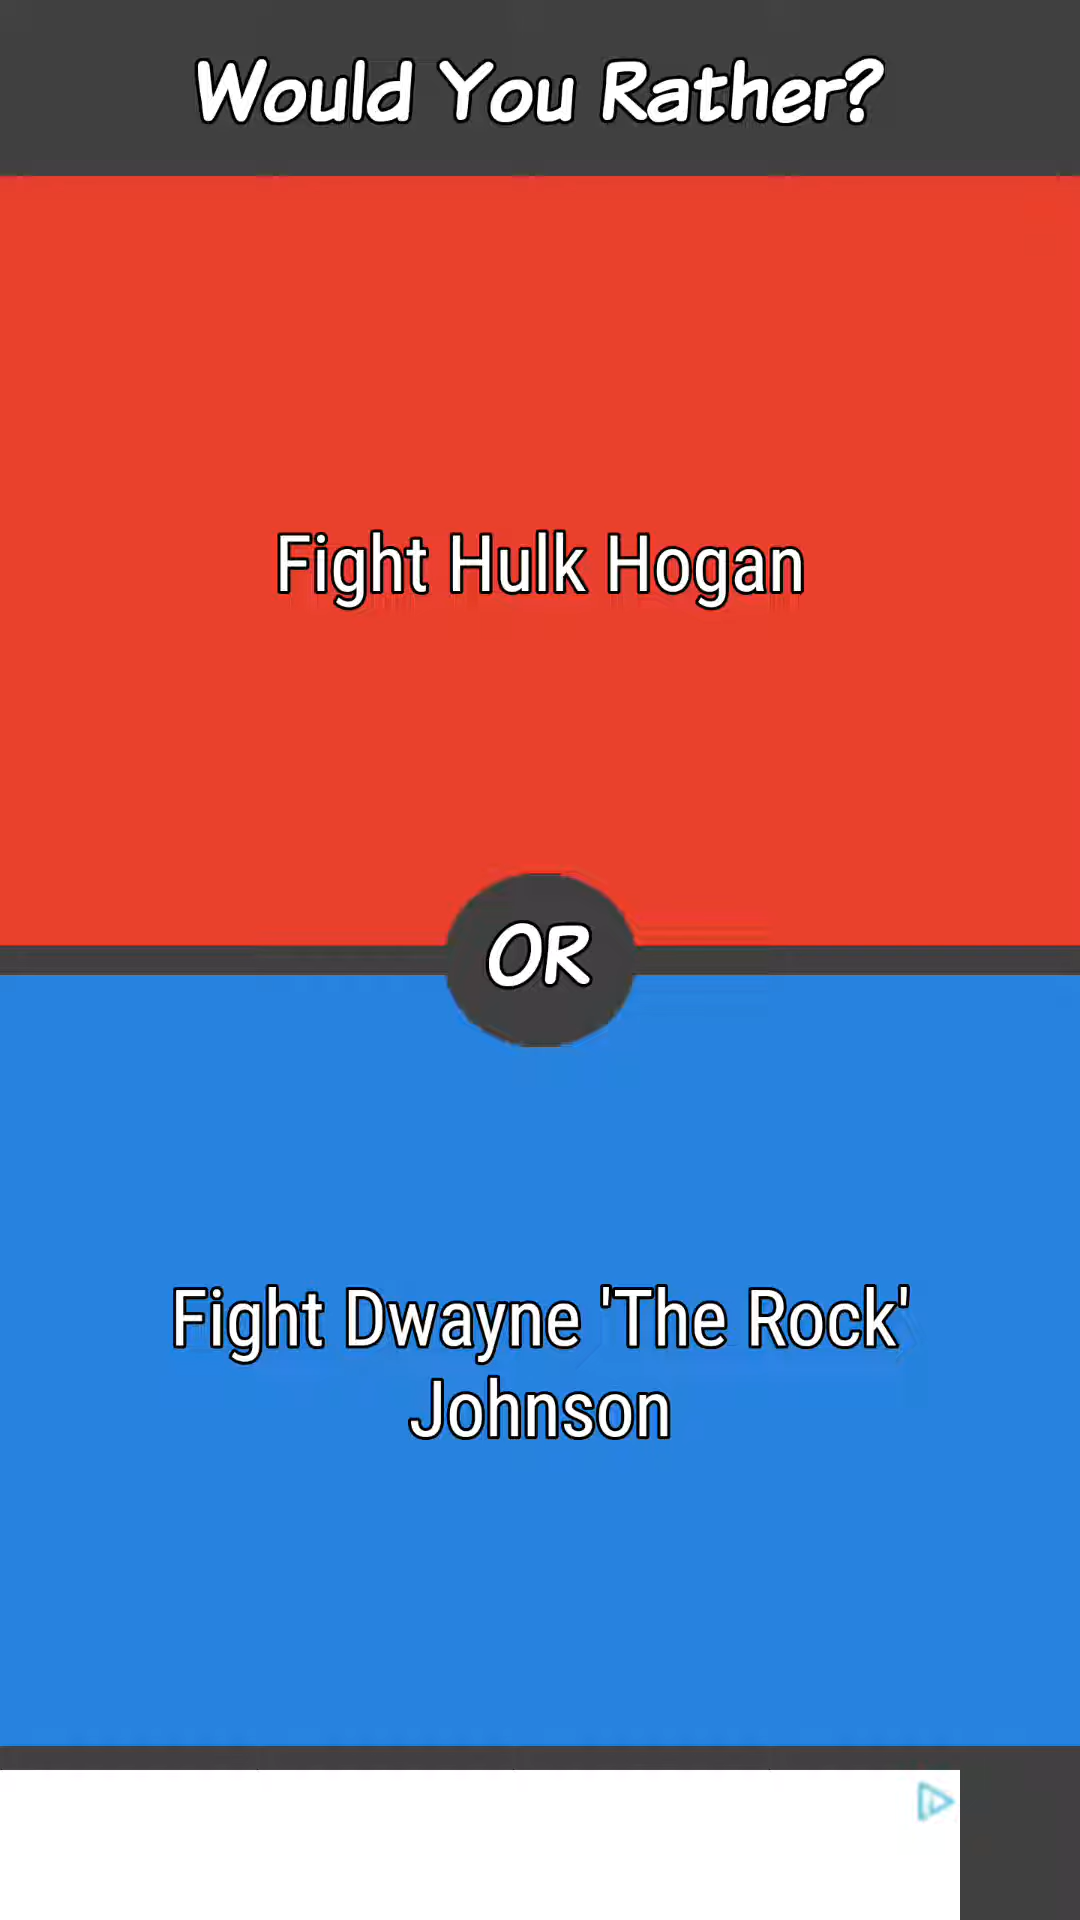 Would You Rather?
Fight Hulk Hogan
OR
Fight Dwayne 'The Rock'
Johnson